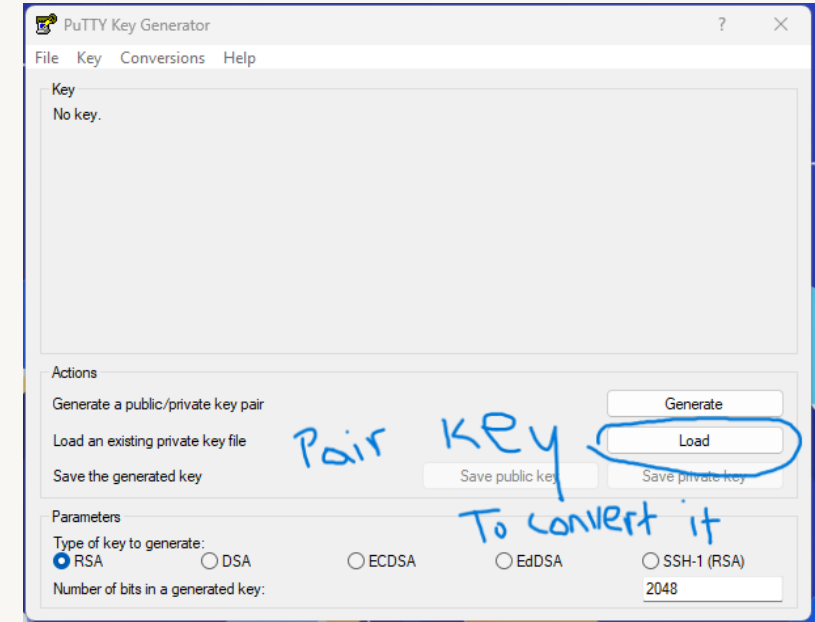 PuTTY Key Generator ? ×
File Key Conversions Help
Key
No key.
Actions
Generate a public/private key pair Generate
Load an existing private key file Pair Key Load
Save the generated key Save public key Save private key
To convert it
Parameters
Type of key to generate:
RSA DSA ECDSA EdDSA SSH-1 (RSA)
Number of bits in a generated key: 2048